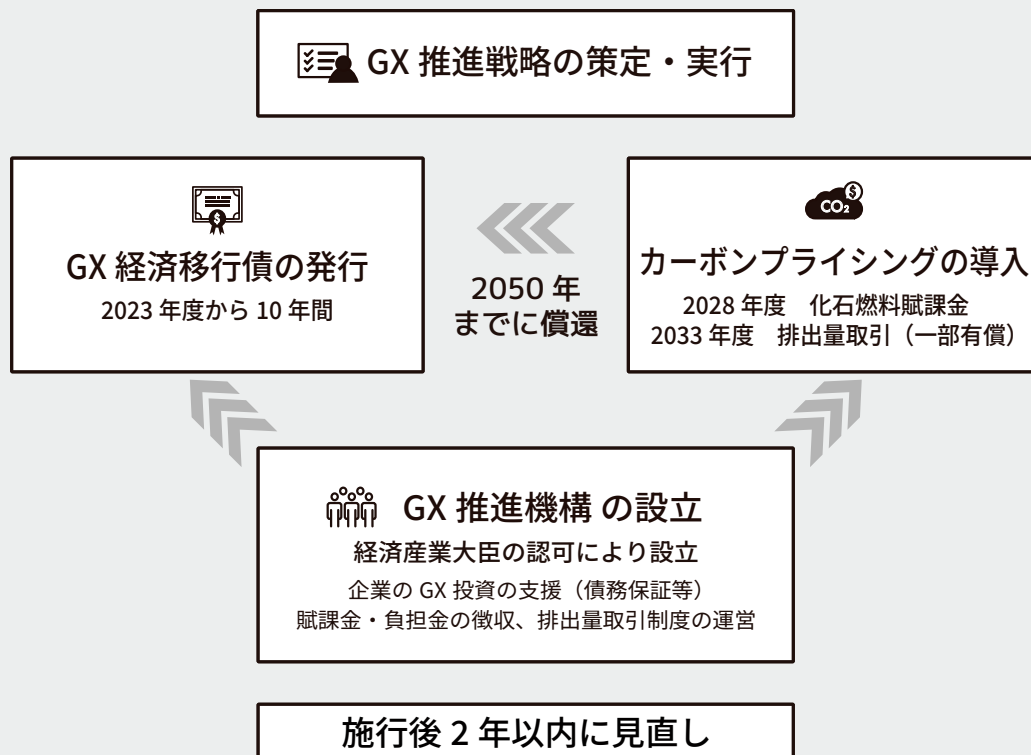 GX 推進戦略の策定・実行
GX 経済移行債の発行
2023 年度から 10 年間
2050 年
までに償還
CO₂
$
カーボンプライシングの導入
2028 年度　化石燃料賦課金
2033 年度　排出量取引（一部有償）
GX 推進機構 の設立
経済産業大臣の認可により設立
企業の GX 投資の支援（債務保証等）
賦課金・負担金の徴収、排出量取引制度の運営
施行後 2 年以内に見直し